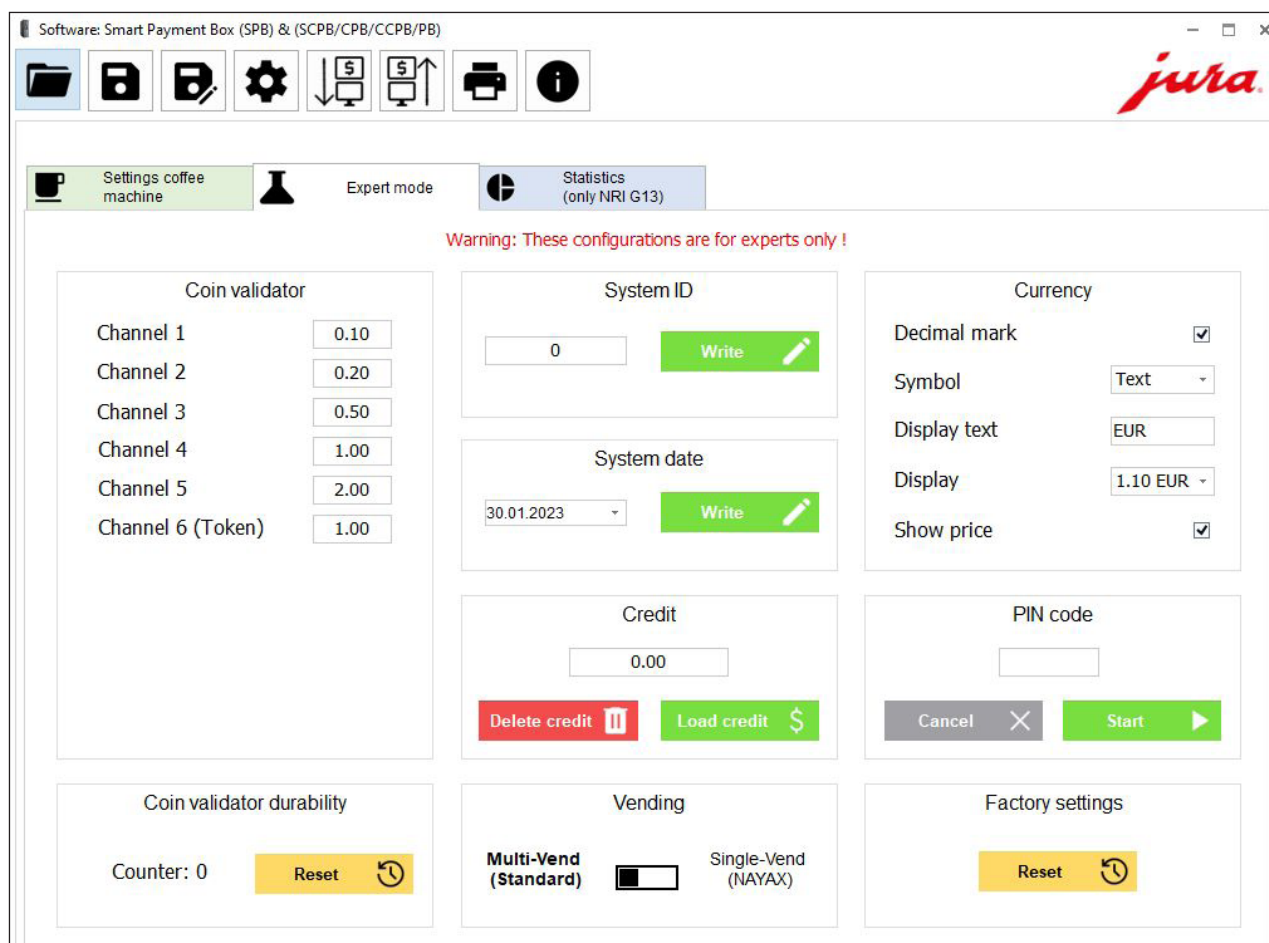 Software: Smart Payment Box (SPB) & (SCPB/CPB/CCPB/PB)
$
$
i
jura
Settings coffee
machine
Expert mode
Statistics
(only NRI G13)
Warning: These configurations are for experts only !
Coin validator
Channel 1 0.10
Channel 2 0.20
Channel 3 0.50
Channel 4 1.00
Channel 5 2.00
Channel 6 (Token) 1.00
System ID
0 Write
System date
30.01.2023 Write
Currency
Decimal mark
Symbol Text
Display text EUR
Display 1.10 EUR
Show price
Credit
0.00
Delete credit Load credit $
PIN code
Cancel Start
Coin validator durability
Counter: 0 Reset
Vending
Multi-Vend
(Standard)
Single-Vend
(NAYAX)
Factory settings
Reset